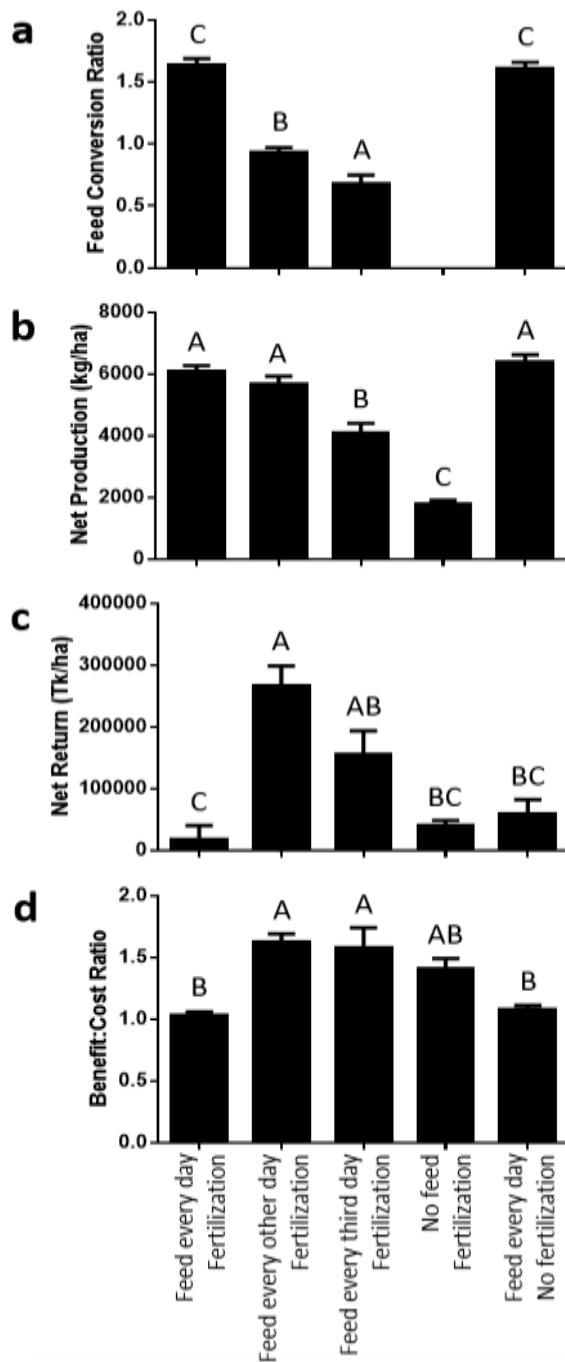 a
Feed Conversion Ratio
2.0
1.5
1.0
0.5
0.0
C
B
A
C
b
Net Production (kg/ha)
8000
6000
4000
2000
0
A
A
B
C
A
c
Net Return (Tk/ha)
400000
300000
200000
100000
0
C
A
AB
BC
BC
d
Benefit:Cost Ratio
2.0
1.5
1.0
0.5
0.0
B
A
A
AB
B
Feed every day
Fertilization
Feed every other day
Fertilization
Feed every third day
Fertilization
No feed
Fertilization
Feed every day
No fertilization